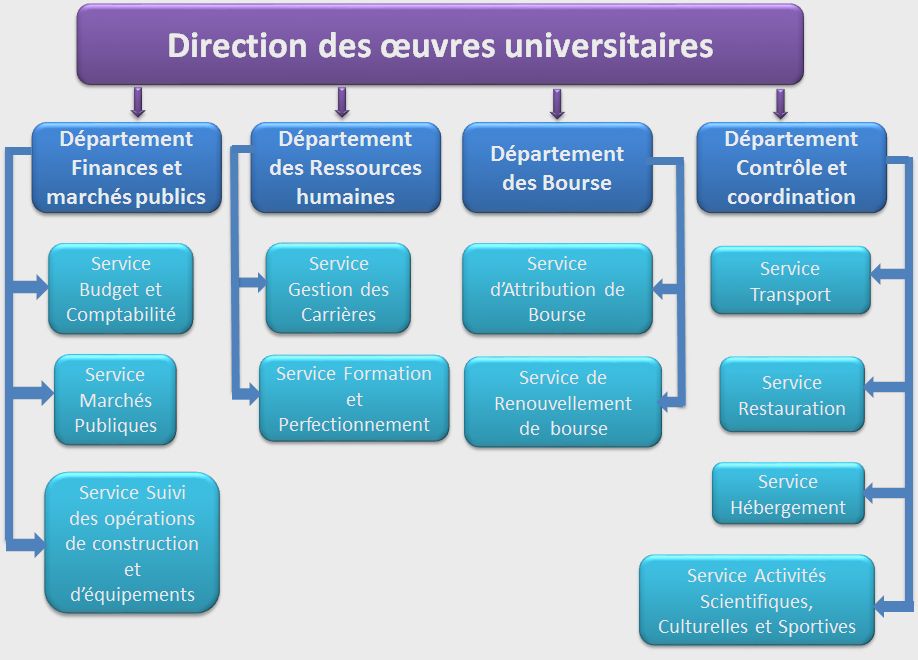 Direction des œuvres universitaires
Département
Finances et
marchés publics
Département
des Ressources
humaines
Département
des Bourse
Département
Contrôle et
coordination
Service
Budget et
Comptabilité
Service
Gestion des
Carrières
Service
d’Attribution de
Bourse
Service
Transport
Service
Marchés
Publiques
Service Formation
et
Perfectionnement
Service de
Renouvellement
de bourse
Service
Restauration
Service Suivi
des opérations
de construction
et
d’équipements
Service
Hébergement
Service Activités
Scientifiques,
Culturelles et Sportives